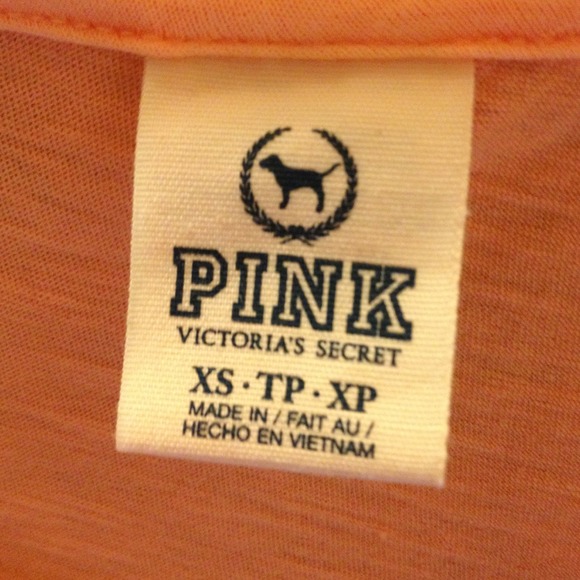 PINK
VICTORIA'S SECRET
XS · TP · XP
MADE IN / FAIT AU /
HECHO EN VIETNAM